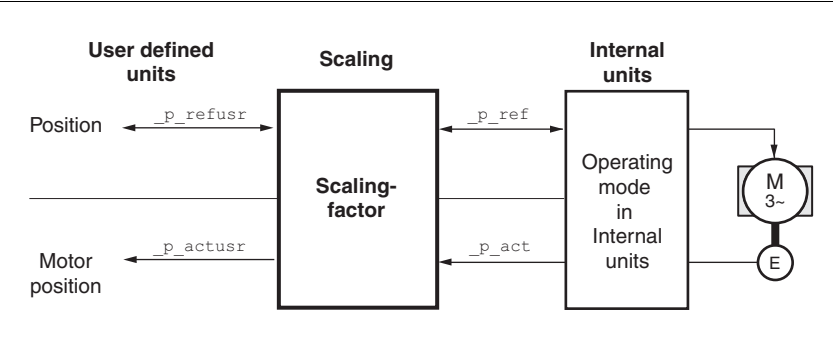 User defined
units
Scaling
Internal
units
Position
_p_refusr
_p_ref
Scaling-
factor
Operating
mode
in
Internal
units
M
3~
Motor
position
_p_actusr
_p_act
E